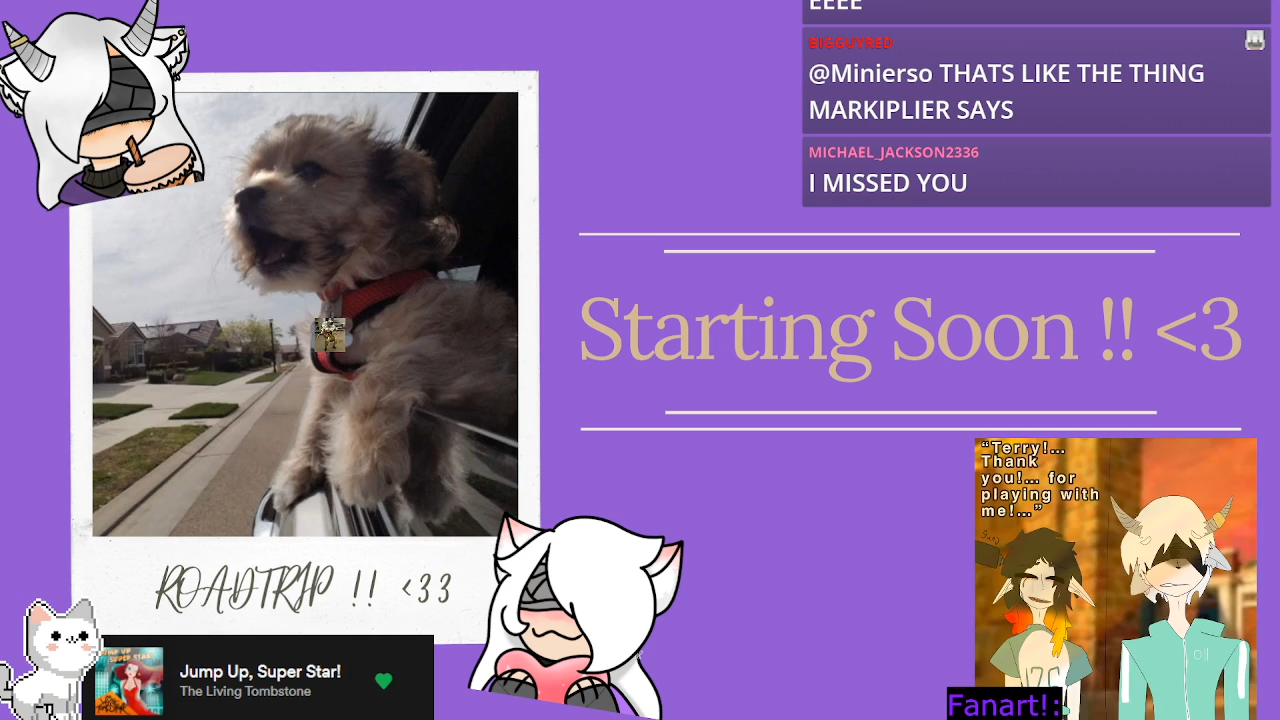 EEEE
BIGGUYRED
@Minierso THATS LIKE THE THING
MARKIPLIER SAYS
MICHAEL_JACKSON2336
I MISSED YOU
Starting Soon !! <3
ROADTRIP !! <33
Jump Up, Super Star!
The Living Tombstone
“Terry!...
Thank
you!... for
playing with
me!...”
Fanart!: